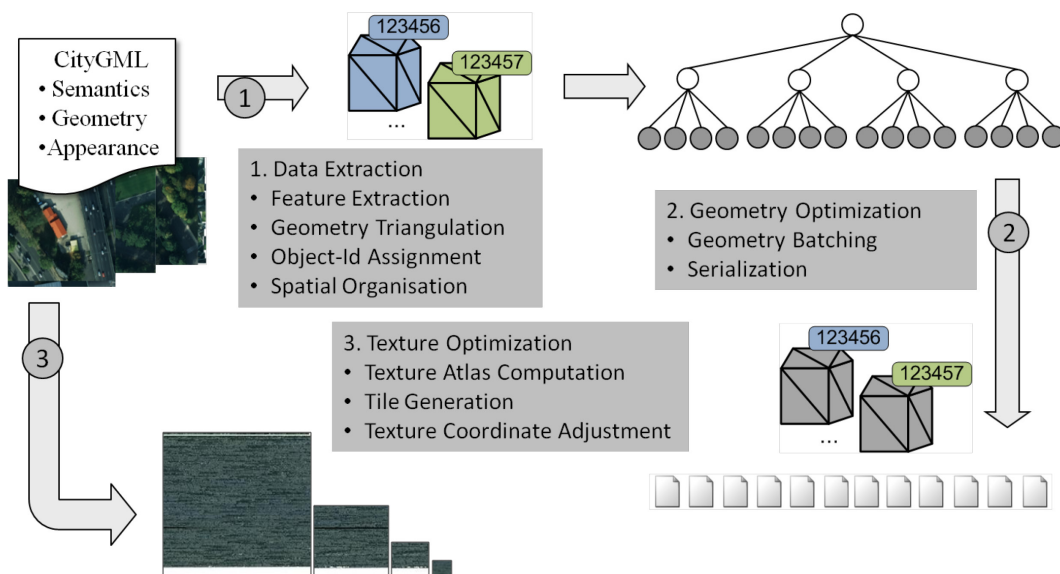 CityGML
• Semantics
• Geometry
• Appearance
1
123456
123457
...
1. Data Extraction
• Feature Extraction
• Geometry Triangulation
• Object-Id Assignment
• Spatial Organisation
2. Geometry Optimization
• Geometry Batching
• Serialization
2
3
3. Texture Optimization
• Texture Atlas Computation
• Tile Generation
• Texture Coordinate Adjustment
123456
123457
...